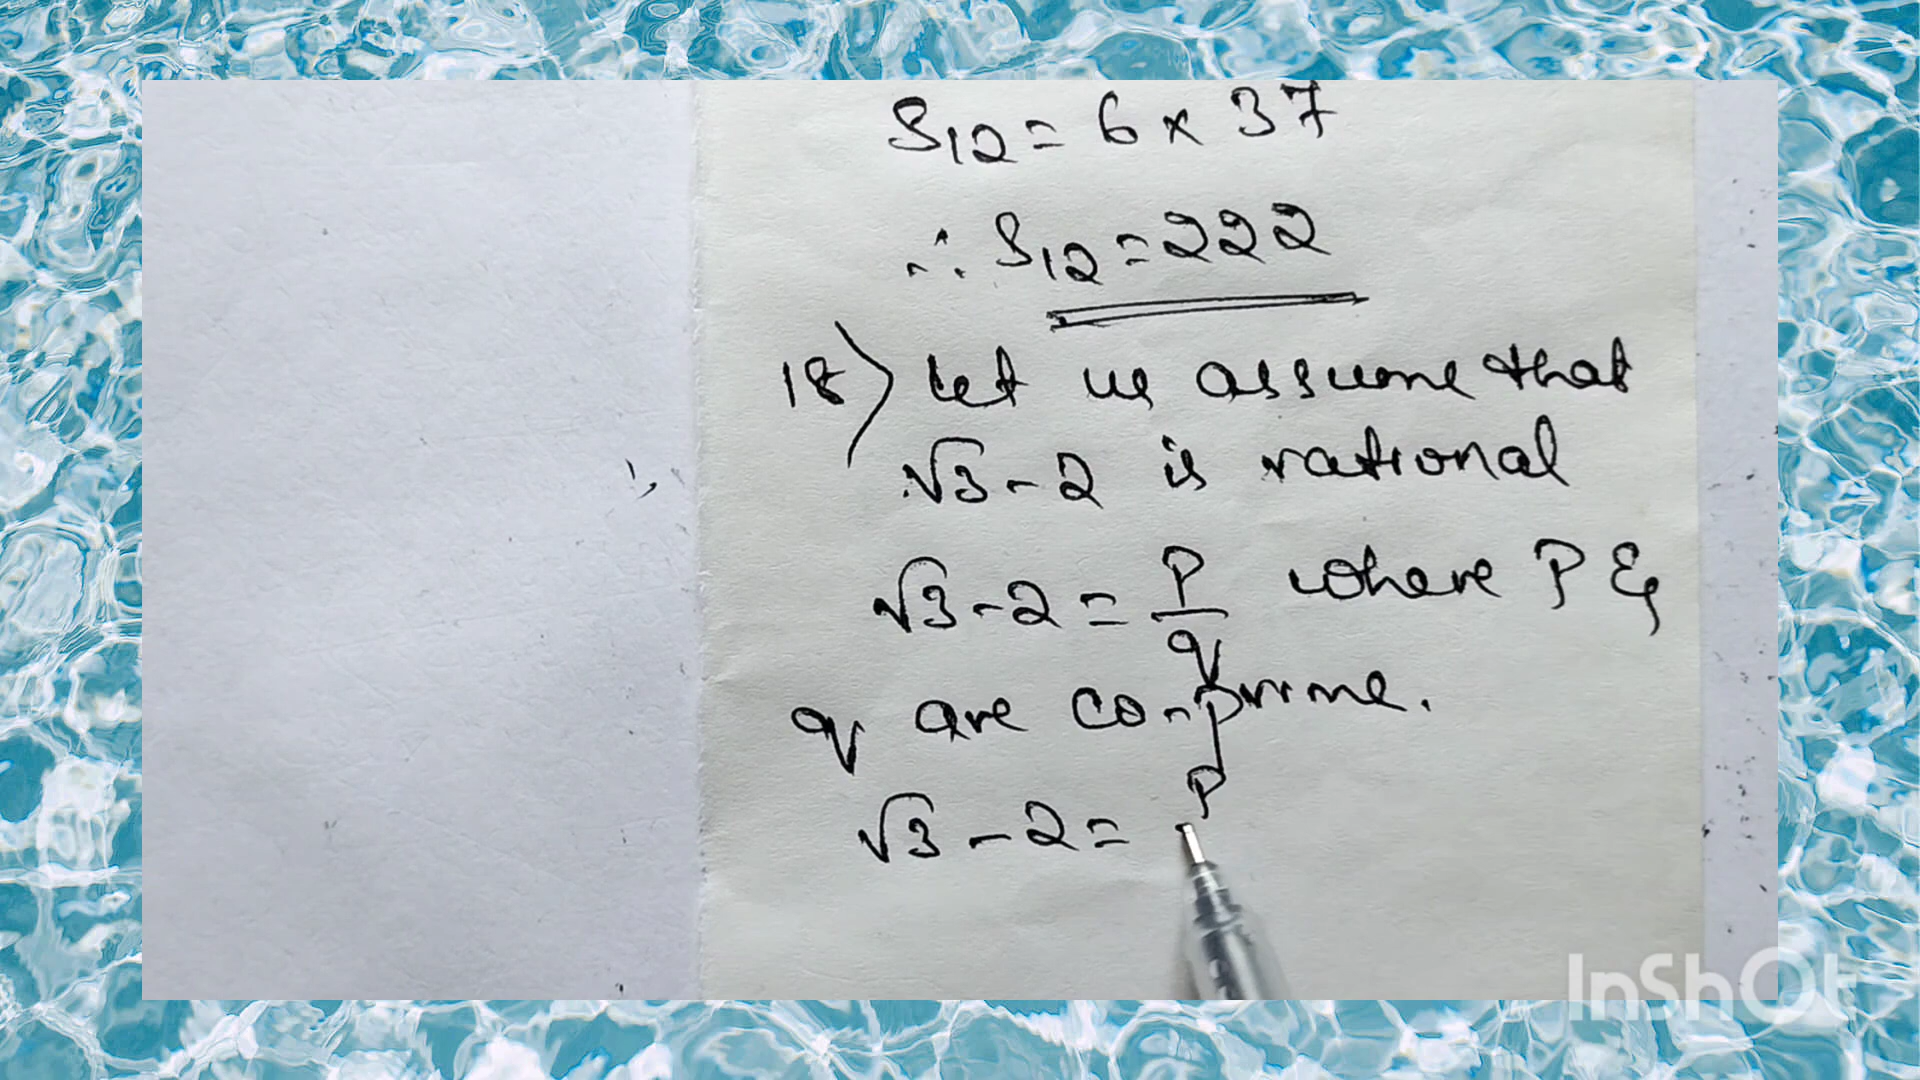 S12 = 6 × 37
∴ S12 = 222
18) Let us assume that
√3 - 2 is rational
√3 - 2 = P/q where P &
q are co-prime.
√3 - 2 = P
InShOt